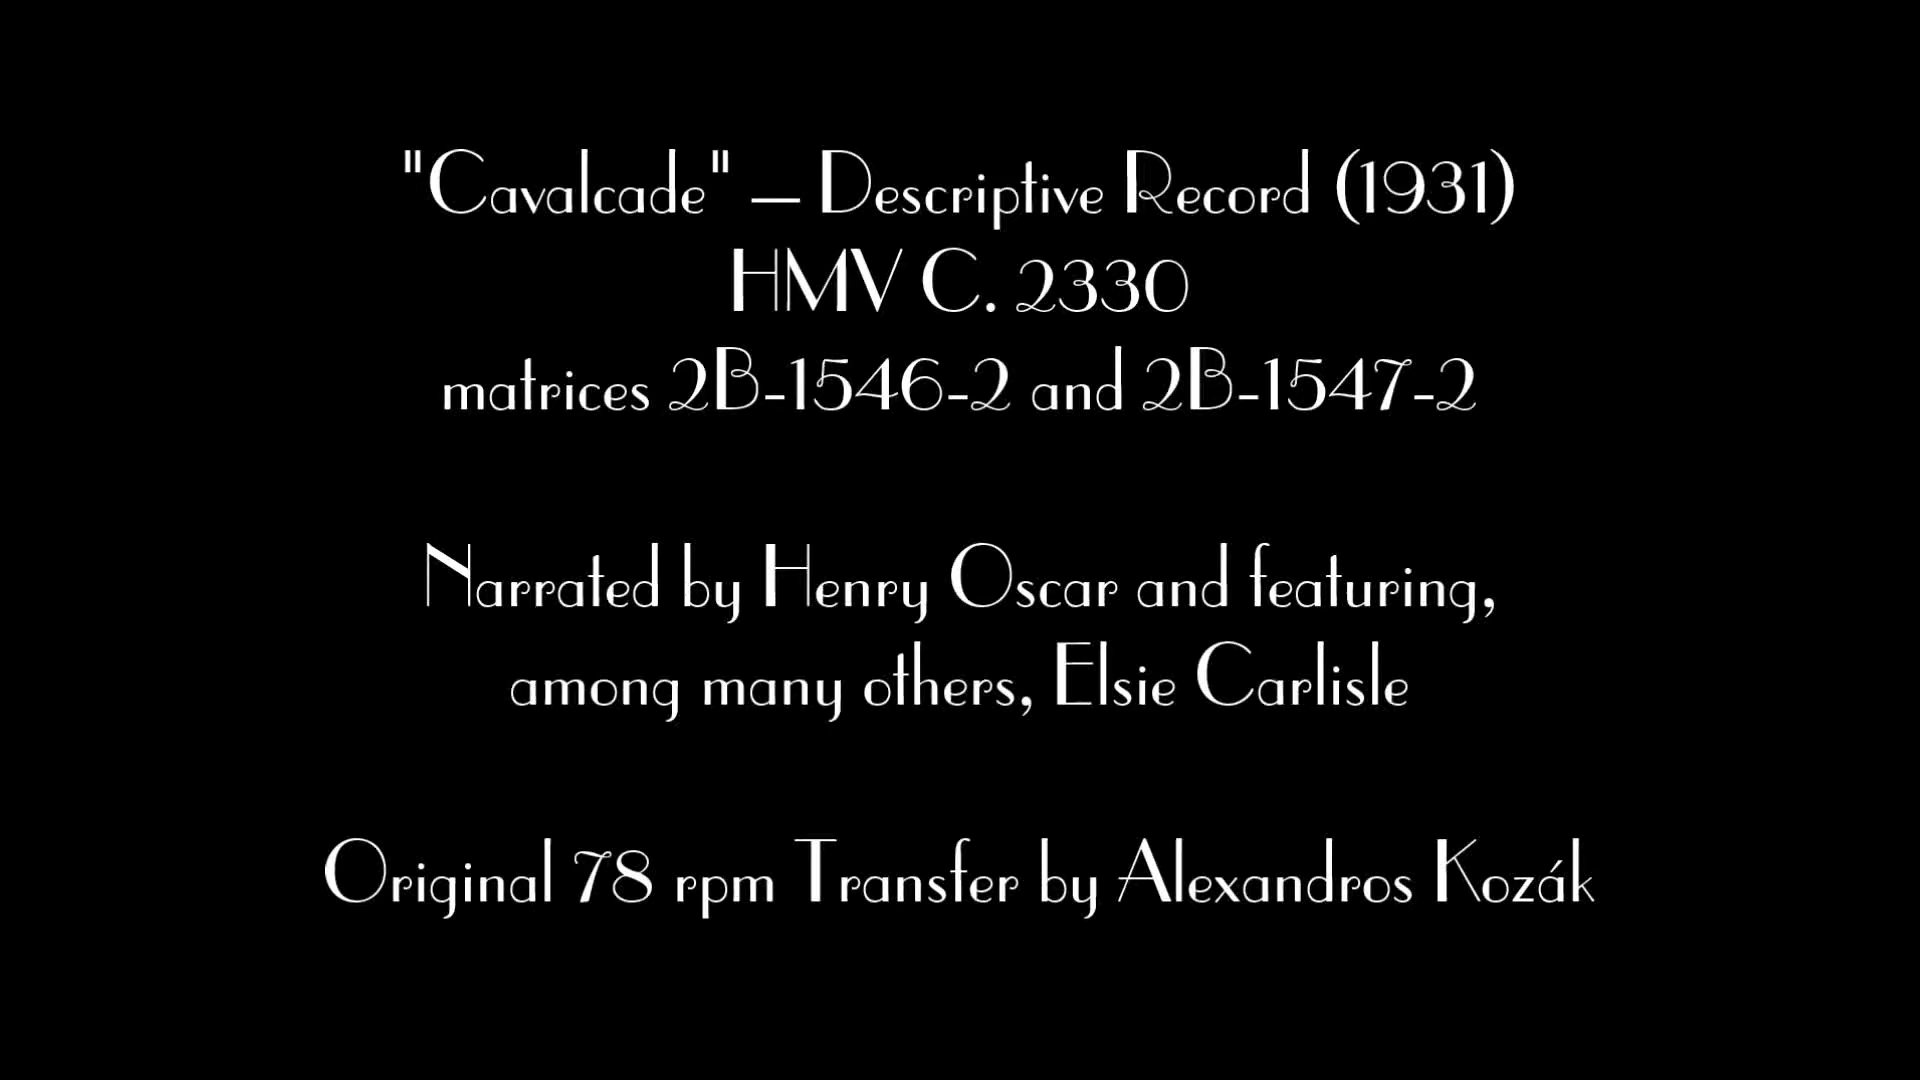 "Cavalcade" — Descriptive Record (1931)
HMV C. 2330
matrices 2B-1546-2 and 2B-1547-2
Narrated by Henry Oscar and featuring,
among many others, Elsie Carlisle
Original 78 rpm Transfer by Alexandros Kozák